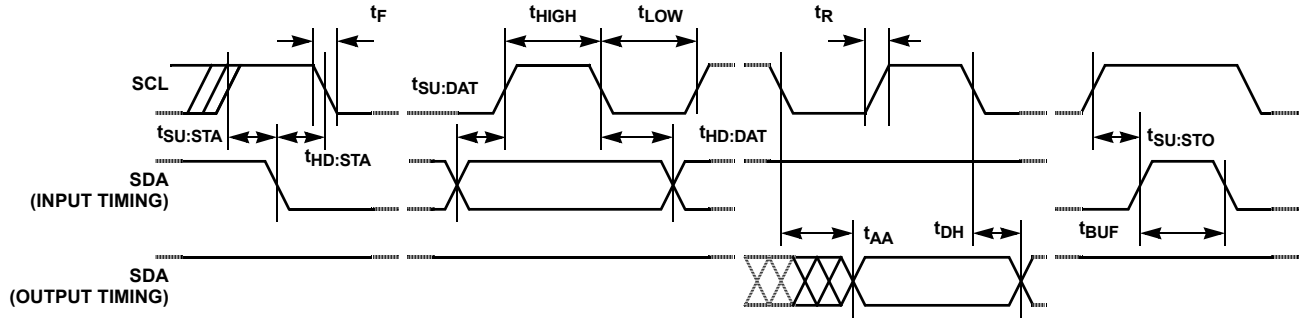 tF
tHIGH
tLOW
tR
SCL
tSU:DAT
tSU:STA
tHD:STA
tHD:DAT
tSU:STO
SDA
(INPUT TIMING)
tAA
tDH
tBUF
SDA
(OUTPUT TIMING)